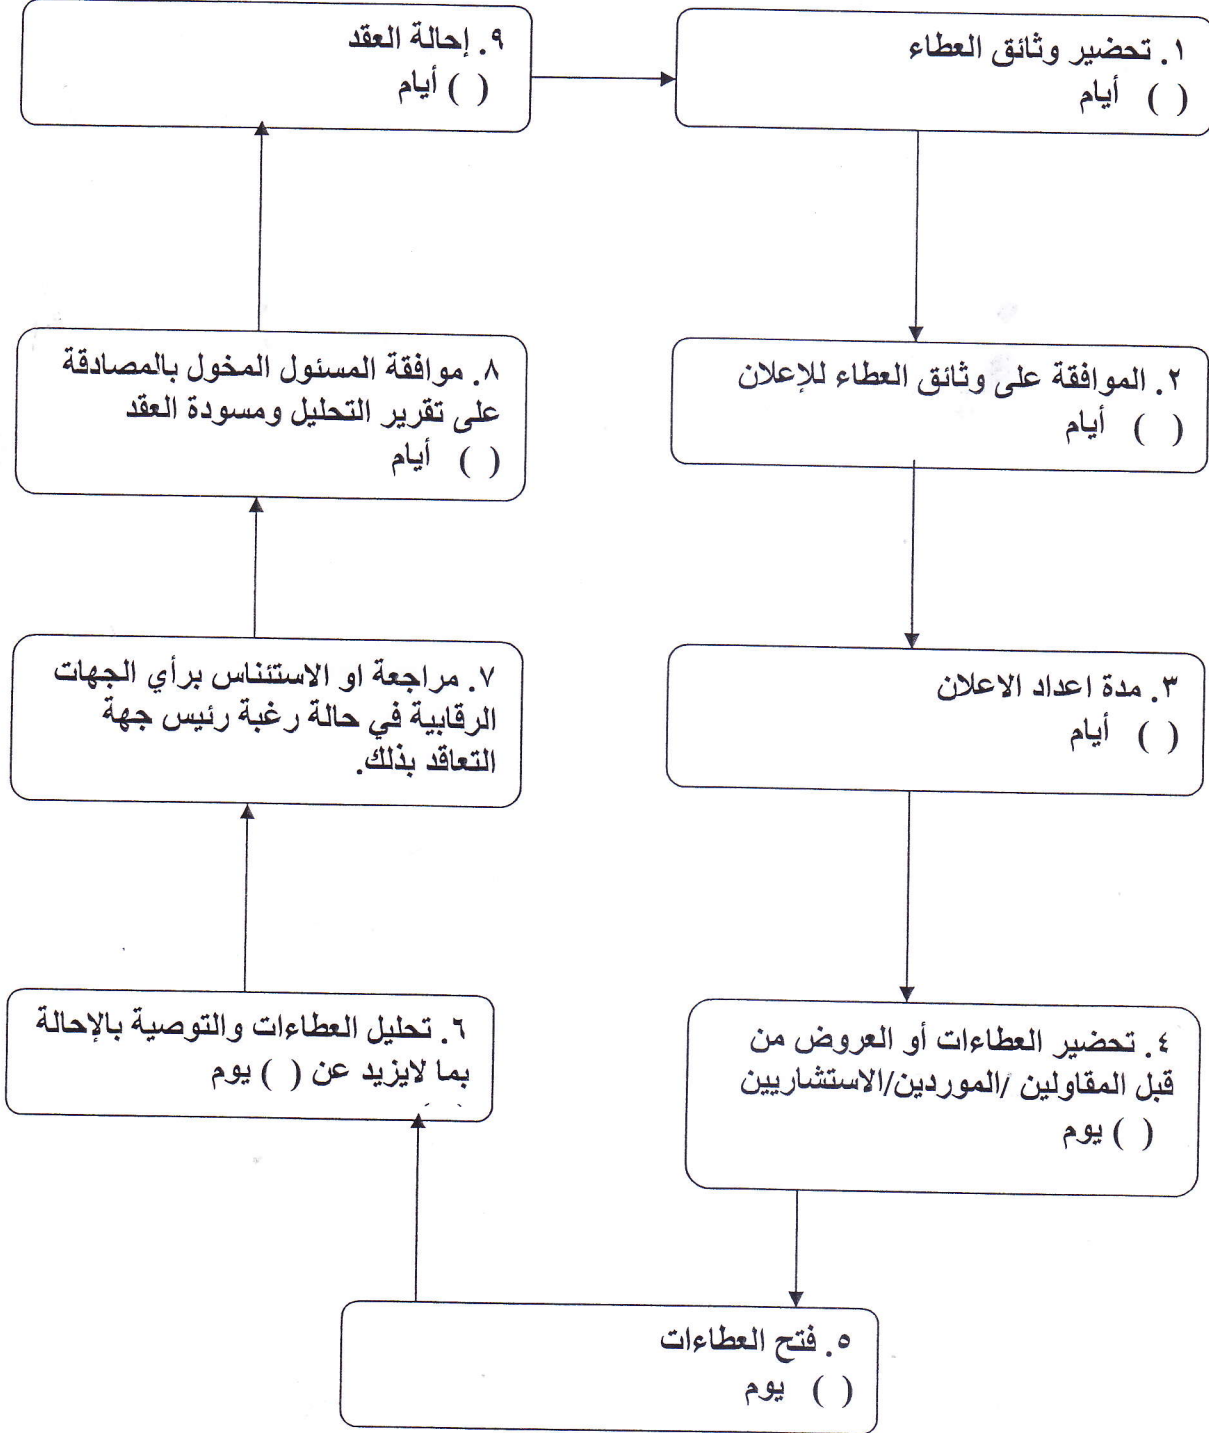 ١. تحضير وثائق العطاء
( ) أيام
٢. الموافقة على وثائق العطاء للإعلان
( ) أيام
٣. مدة اعداد الاعلان
( ) أيام
٤. تحضير العطاءات أو العروض من
قبل المقاولين /الموردين/الاستشاريين
( ) يوم
٥. فتح العطاءات
( ) يوم
٦. تحليل العطاءات والتوصية بالإحالة
بما لايزيد عن ( ) يوم
٧. مراجعة او الاستئناس برأي الجهات
الرقابية في حالة رغبة رئيس جهة
التعاقد بذلك.
٨. موافقة المسئول المخول بالمصادقة
على تقرير التحليل ومسودة العقد
( ) أيام
٩. إحالة العقد
( ) أيام